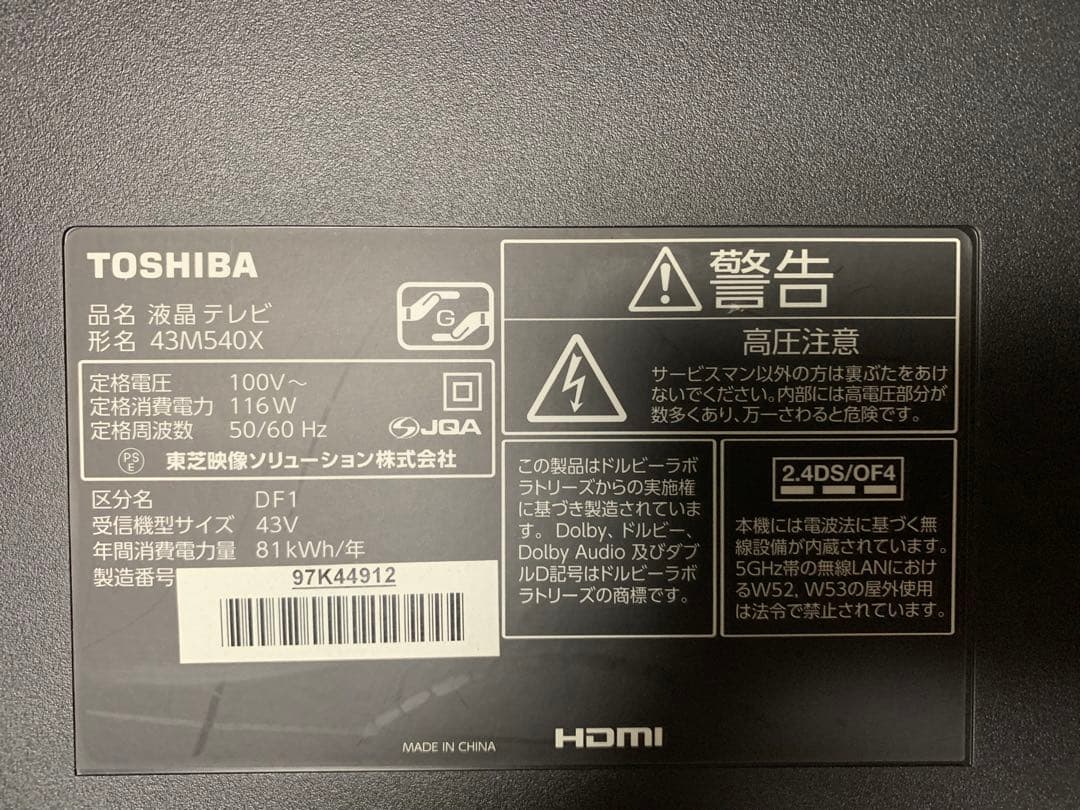 TOSHIBA
品名 液晶テレビ
形名 43M540X
G
定格電圧 100V～
定格消費電力 116W
定格周波数 50/60 Hz
JQA
PS
E
東芝映像ソリューション株式会社
区分名 DF1
受信機型サイズ 43V
年間消費電力量 81kWh/年
製造番号
97K44912
警告
高圧注意
サービスマン以外の方は裏ぶたをあけ
ないでください。内部には高電圧部分が
数多くあり、万一さわると危険です。
この製品はドルビーラボ
ラトリーズからの実施権
に基づき製造されていま
す。Dolby、ドルビー、
Dolby Audio 及びダブ
ルD記号はドルビーラボ
ラトリーズの商標です。
2.4DS/OF4
本機には電波法に基づく無
線設備が内蔵されています。
5GHz帯の無線LANにおけ
るW52, W53の屋外使用
は法令で禁止されています。
MADE IN CHINA
HDMI